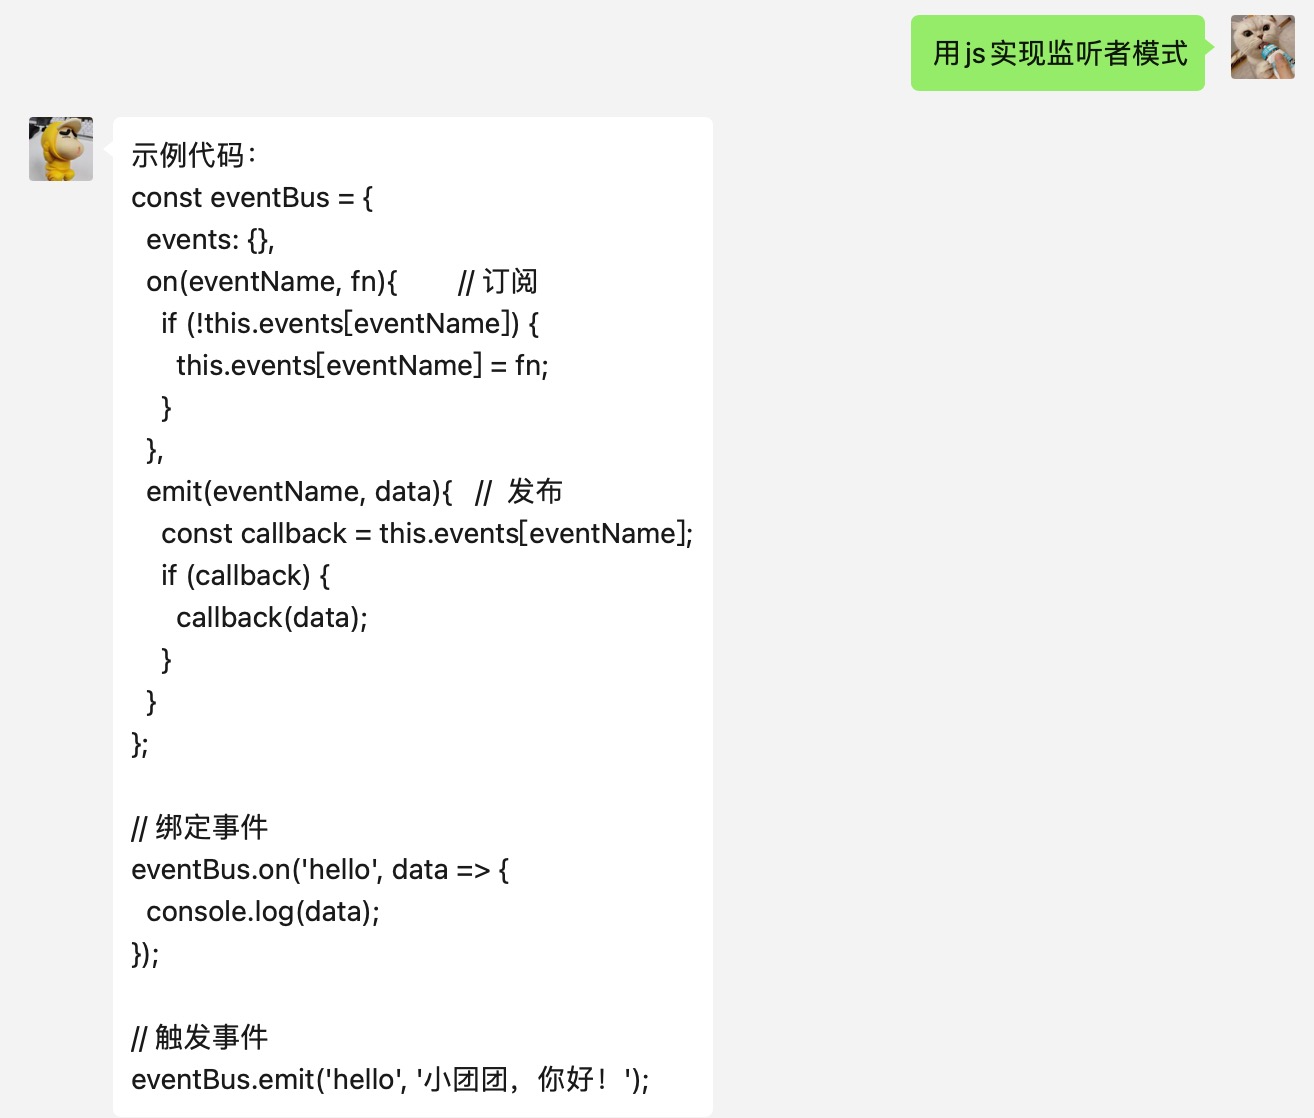 用js实现监听者模式
示例代码：
const eventBus = {
  events: {},
  on(eventName, fn){        // 订阅
    if (!this.events[eventName]) {
      this.events[eventName] = fn;
    }
  },
  emit(eventName, data){   //  发布
    const callback = this.events[eventName];
    if (callback) {
      callback(data);
    }
  }
};

// 绑定事件
eventBus.on('hello', data => {
  console.log(data);
});

// 触发事件
eventBus.emit('hello', '小团团，你好！');